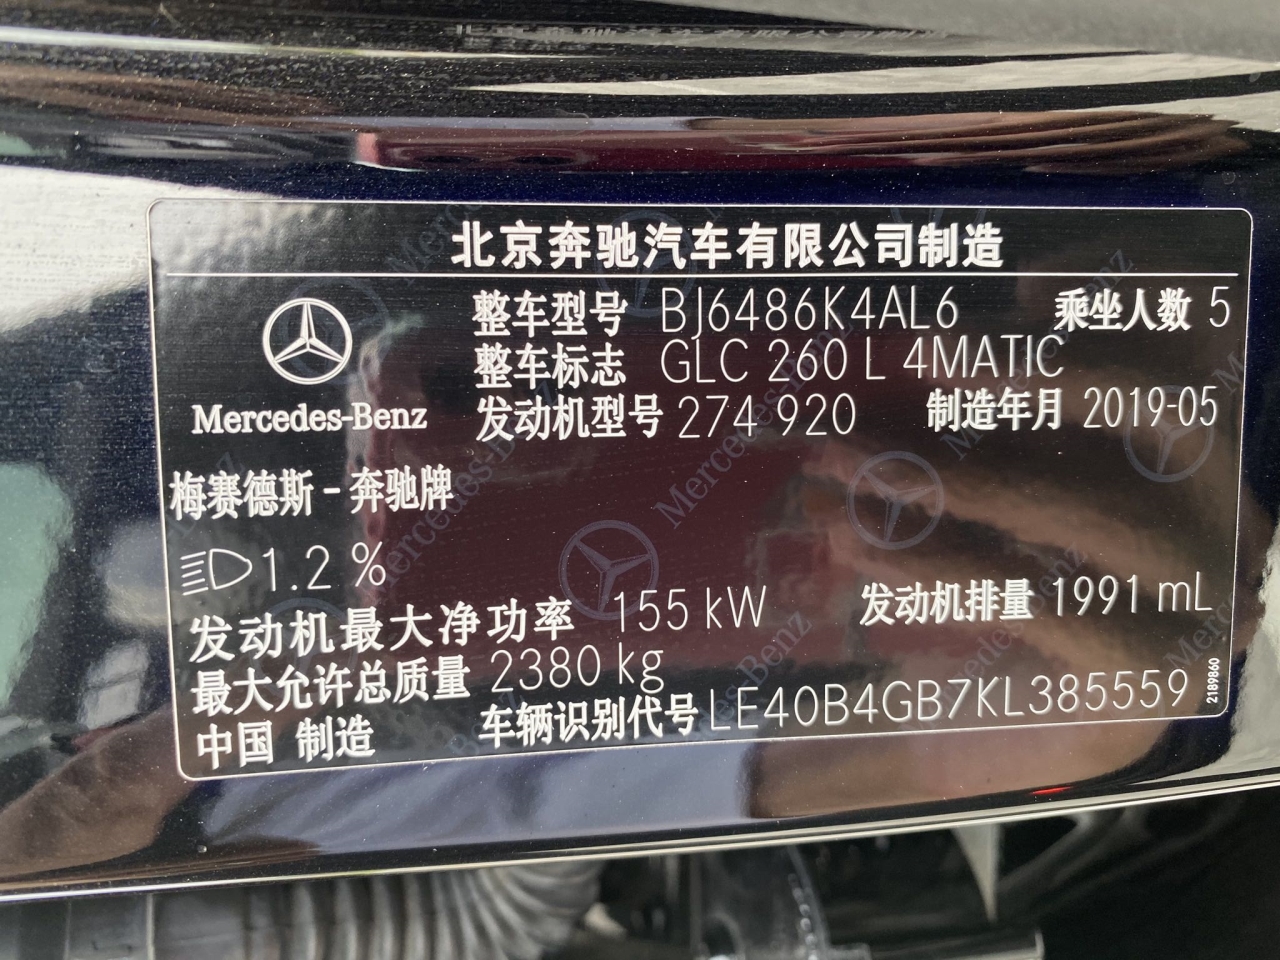 北京奔驰汽车有限公司制造
整车型号 BJ6486K4AL6 乘坐人数 5
整车标志 GLC 260 L 4MATIC
Mercedes-Benz 发动机型号 274 920 制造年月 2019-05
梅赛德斯-奔驰牌
1.2 %
发动机最大净功率 155 kW 发动机排量 1991 mL
最大允许总质量 2380 kg
中国 制造 车辆识别代号 LE40B4GB7KL385559
2189860
Mercedes-Benz